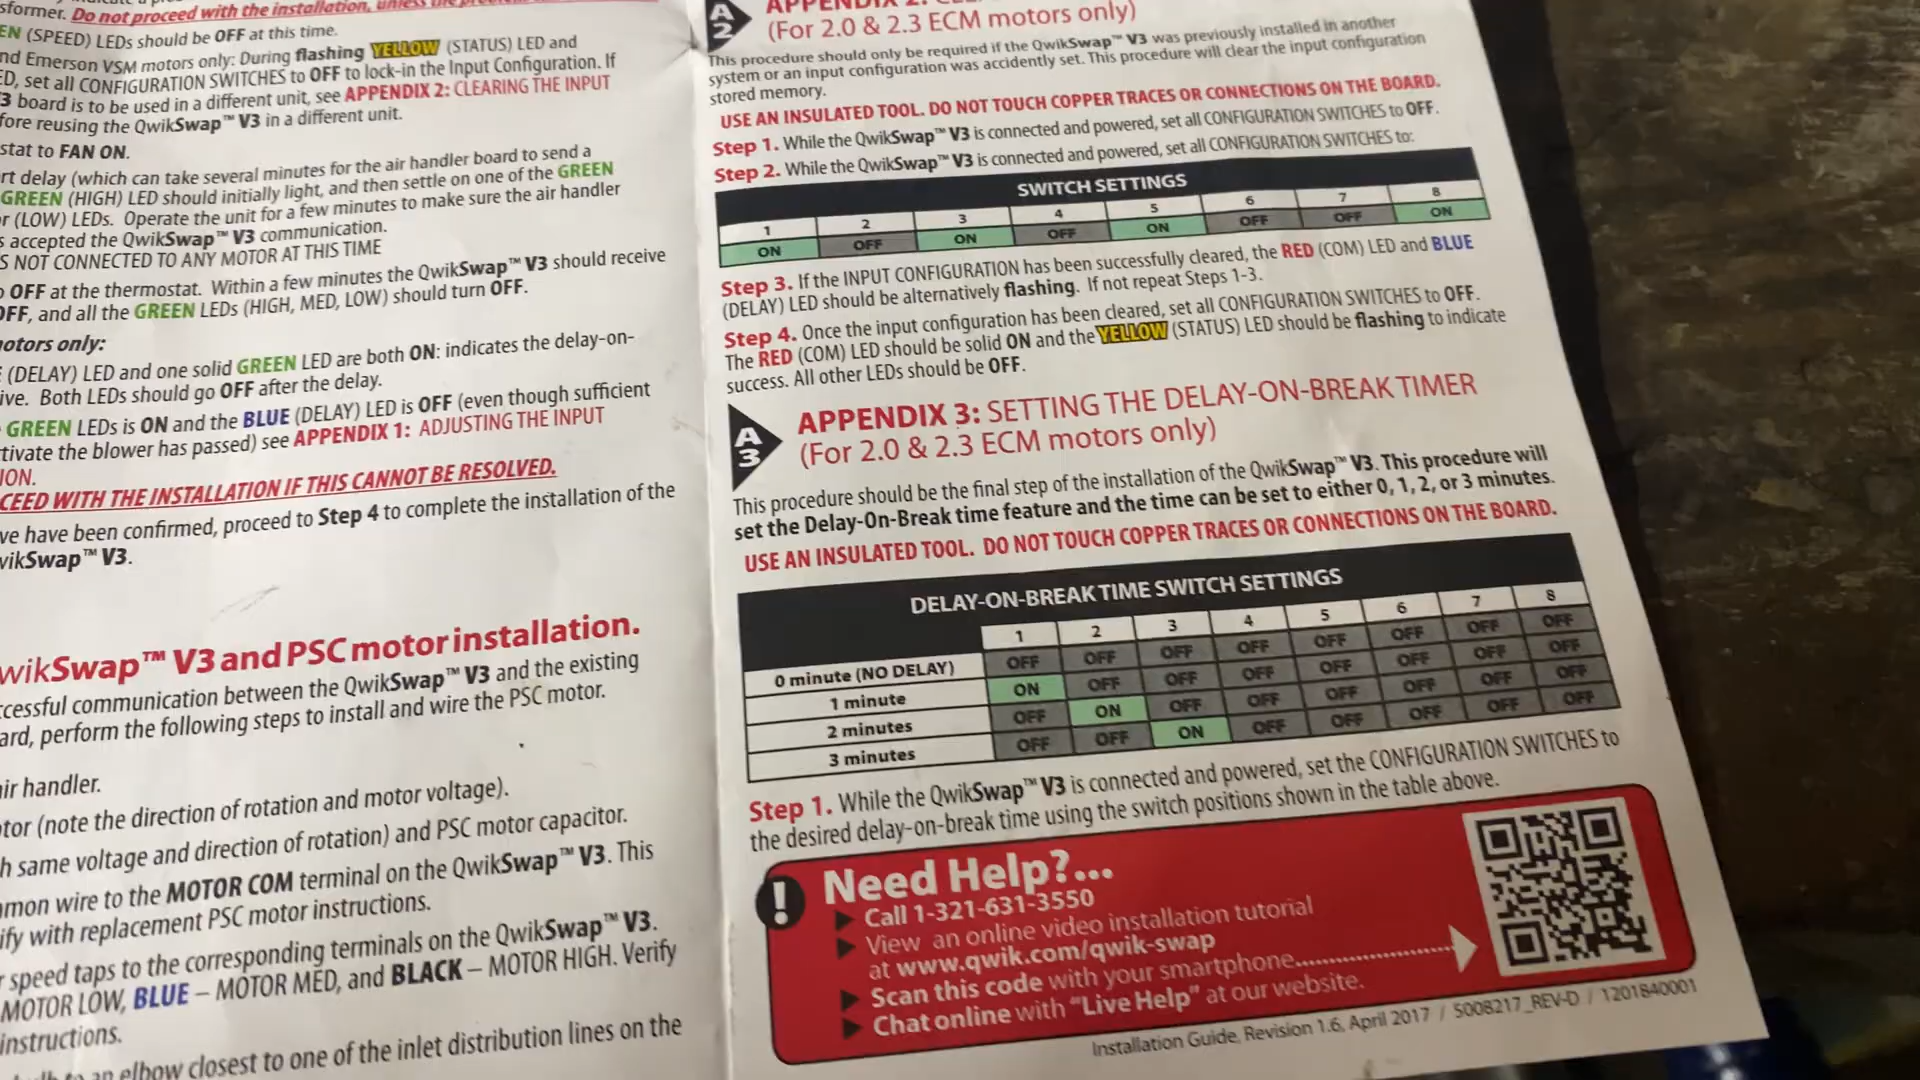 sformer. Do not proceed with the installation, unless the
EN (SPEED) LEDs should be OFF at this time.
nd Emerson VSM motors only: During flashing YELLOW (STATUS) LED and
ED, set all CONFIGURATION SWITCHES to OFF to lock-in the Input Configuration. If
3 board is to be used in a different unit, see APPENDIX 2: CLEARING THE INPUT
fore reusing the QwikSwap™ V3 in a different unit.
stat to FAN ON.
rt delay (which can take several minutes for the air handler board to send a
GREEN (HIGH) LED should initially light, and then settle on one of the GREEN
r (LOW) LEDs. Operate the unit for a few minutes to make sure the air handler
s accepted the QwikSwap™ V3 communication.
S NOT CONNECTED TO ANY MOTOR AT THIS TIME
o OFF at the thermostat. Within a few minutes the QwikSwap™ V3 should receive
OFF, and all the GREEN LEDs (HIGH, MED, LOW) should turn OFF.
otors only:
(DELAY) LED and one solid GREEN LED are both ON: indicates the delay-on-
ive. Both LEDs should go OFF after the delay.
GREEN LEDs is ON and the BLUE (DELAY) LED is OFF (even though sufficient
tivate the blower has passed) see APPENDIX 1: ADJUSTING THE INPUT
ION.
CEED WITH THE INSTALLATION IF THIS CANNOT BE RESOLVED.
ve have been confirmed, proceed to Step 4 to complete the installation of the
wikSwap™ V3.
wikSwap™ V3 and PSC motor installation.
ccessful communication between the QwikSwap™ V3 and the existing
ard, perform the following steps to install and wire the PSC motor.
air handler.
tor (note the direction of rotation and motor voltage).
h same voltage and direction of rotation) and PSC motor capacitor.
mmon wire to the MOTOR COM terminal on the QwikSwap™ V3. This
ify with replacement PSC motor instructions.
r speed taps to the corresponding terminals on the QwikSwap™ V3.
MOTOR LOW, BLUE – MOTOR MED, and BLACK – MOTOR HIGH. Verify
instructions.
an elbow closest to one of the inlet distribution lines on the
A2
APPENDIX 2:
(For 2.0 & 2.3 ECM motors only)
This procedure should only be required if the QwikSwap™ V3 was previously installed in another
system or an input configuration was accidently set. This procedure will clear the input configuration
stored memory.
USE AN INSULATED TOOL. DO NOT TOUCH COPPER TRACES OR CONNECTIONS ON THE BOARD.
Step 1. While the QwikSwap™ V3 is connected and powered, set all CONFIGURATION SWITCHES to OFF.
Step 2. While the QwikSwap™ V3 is connected and powered, set all CONFIGURATION SWITCHES to:
SWITCH SETTINGS
1 2 3 4 5 6 7 8
ON OFF ON OFF ON OFF OFF ON
Step 3. If the INPUT CONFIGURATION has been successfully cleared, the RED (COM) LED and BLUE
(DELAY) LED should be alternatively flashing. If not repeat Steps 1-3.
Step 4. Once the input configuration has been cleared, set all CONFIGURATION SWITCHES to OFF.
The RED (COM) LED should be solid ON and the YELLOW (STATUS) LED should be flashing to indicate
success. All other LEDs should be OFF.
A3
APPENDIX 3: SETTING THE DELAY-ON-BREAK TIMER
(For 2.0 & 2.3 ECM motors only)
This procedure should be the final step of the installation of the QwikSwap™ V3. This procedure will
set the Delay-On-Break time feature and the time can be set to either 0, 1, 2, or 3 minutes.
USE AN INSULATED TOOL. DO NOT TOUCH COPPER TRACES OR CONNECTIONS ON THE BOARD.
DELAY-ON-BREAK TIME SWITCH SETTINGS
1 2 3 4 5 6 7 8
0 minute (NO DELAY) OFF OFF OFF OFF OFF OFF OFF OFF
1 minute ON OFF OFF OFF OFF OFF OFF OFF
2 minutes OFF ON OFF OFF OFF OFF OFF OFF
3 minutes OFF OFF ON OFF OFF OFF OFF OFF
Step 1. While the QwikSwap™ V3 is connected and powered, set the CONFIGURATION SWITCHES to
the desired delay-on-break time using the switch positions shown in the table above.
! Need Help?...
Call 1-321-631-3550
View an online video installation tutorial
at www.qwik.com/qwik-swap
Scan this code with your smartphone
Chat online with "Live Help" at our website.
Installation Guide, Revision 1.6, April 2017 / S008217_REV-D / 1201840001